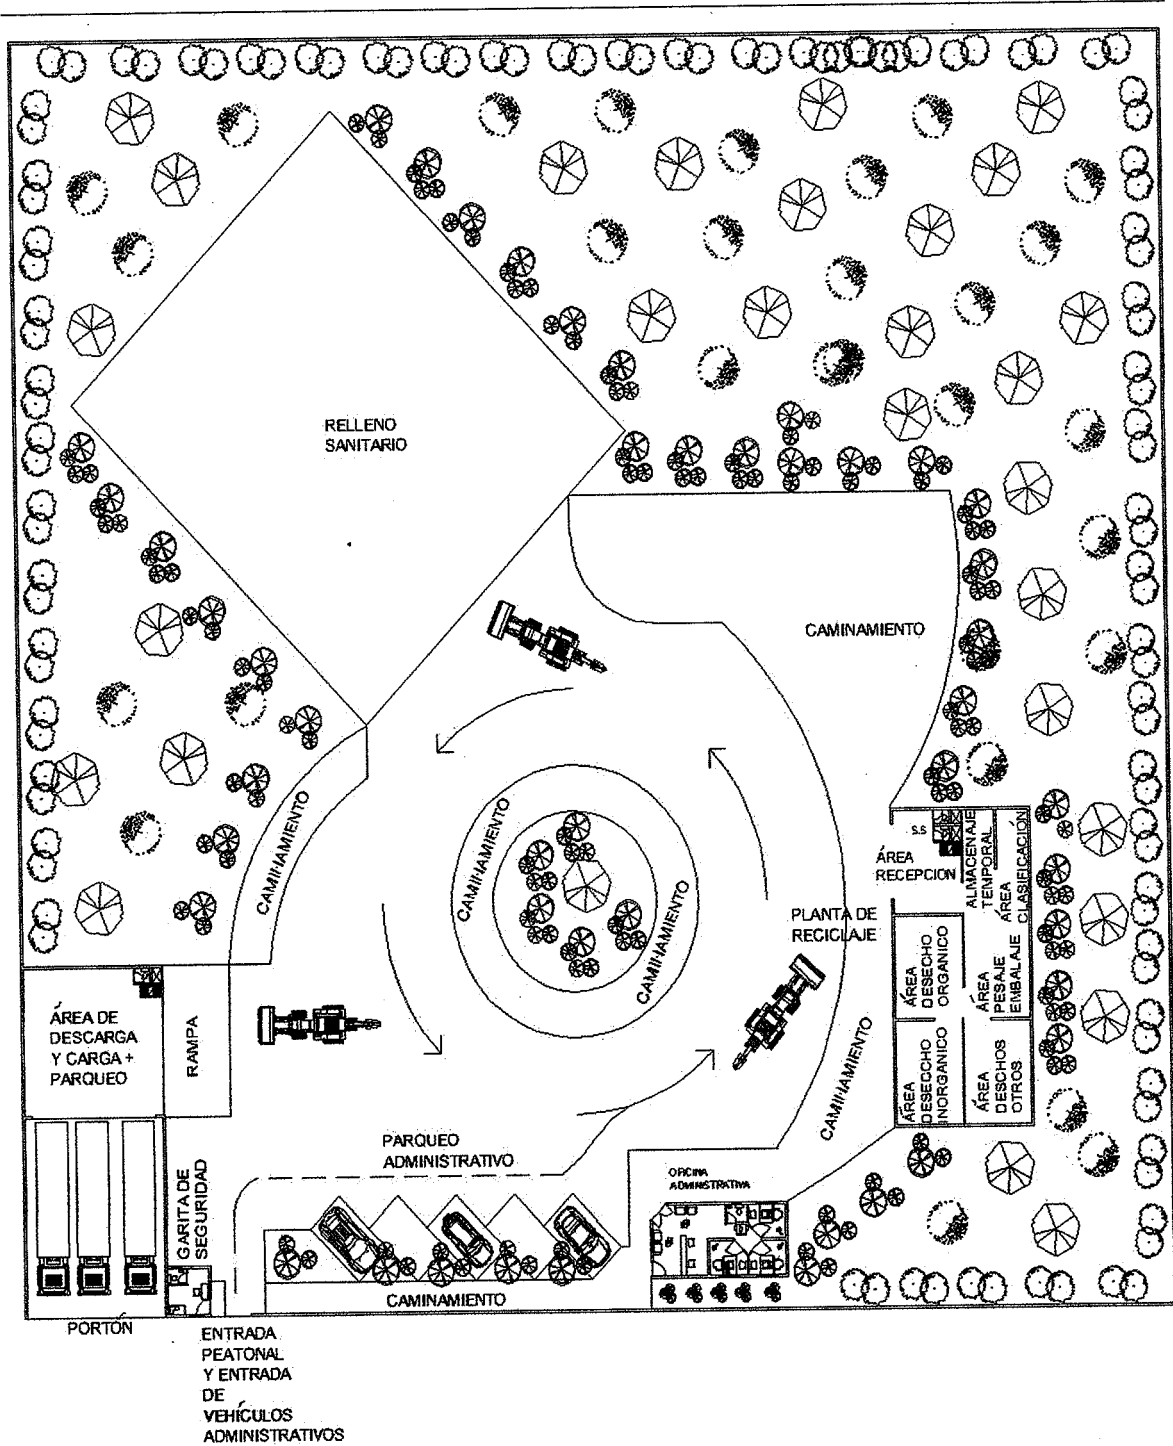 RELLENO
SANITARIO
CAMINAMIENTO
CAMINAMIENTO
CAMINAMIENTO
CAMINAMIENTO
S.S
ALMACENAJE
TEMPORAL
ÁREA
CLASIFICACION
ÁREA
RECEPCION
PLANTA DE
RECICLAJE
ÁREA
DESECHO
ORGANICO
ÁREA
PESAJE
EMBALAJE
ÁREA DE
DESCARGA
Y CARGA +
PARQUEO
RAMPA
CAMINAMIENTO
ÁREA
DESECCHO
INORGANICO
ÁREA
DESCHOS
OTROS
PARQUEO
ADMINISTRATIVO
GARITA DE
SEGURIDAD
OFICINA
ADMINISTRATIVA
CAMINAMIENTO
PORTÓN
ENTRADA
PEATONAL
Y ENTRADA
DE
VEHÍCULOS
ADMINISTRATIVOS